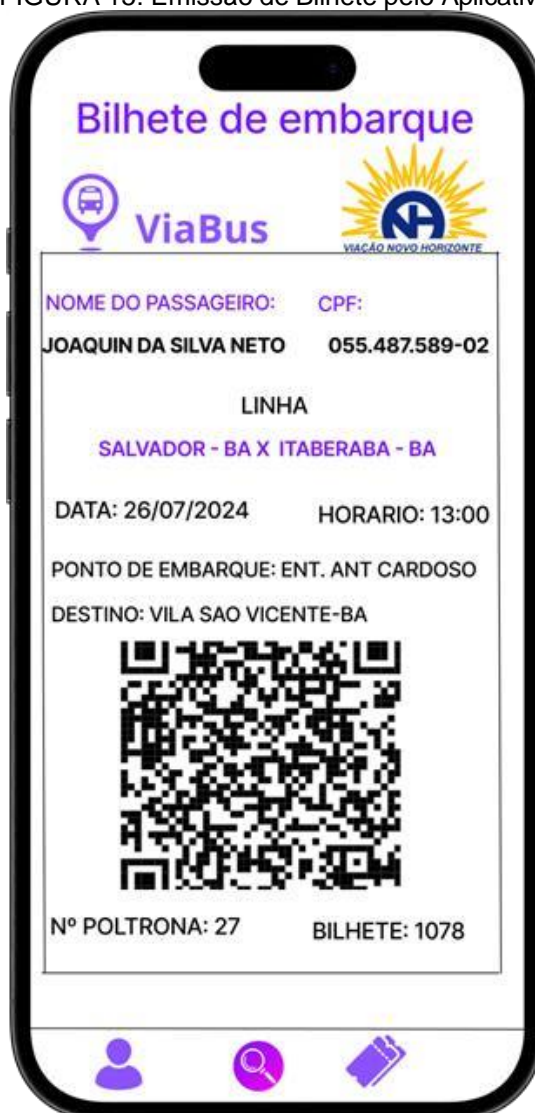 FIGURA 15: Emissão de Bilhete pelo Aplicativ
Bilhete de embarque
ViaBus
VIAÇÃO NOVO HORIZONTE
NOME DO PASSAGEIRO: CPF:
JOAQUIN DA SILVA NETO 055.487.589-02
LINHA
SALVADOR - BA X ITABERABA - BA
DATA: 26/07/2024 HORARIO: 13:00
PONTO DE EMBARQUE: ENT. ANT CARDOSO
DESTINO: VILA SAO VICENTE-BA
Nº POLTRONA: 27 BILHETE: 1078